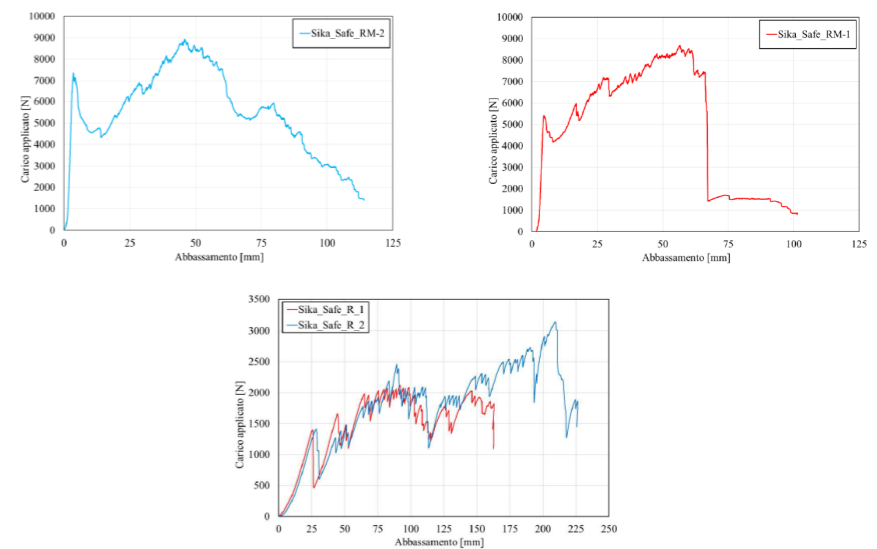 10000
9000
8000
7000
6000
5000
4000
3000
2000
1000
0
Carico applicato [N]
Sika_Safe_RM-2
0 25 50 75 100 125
Abbassamento [mm]
10000
9000
8000
7000
6000
5000
4000
3000
2000
1000
0
Carico applicato [N]
Sika_Safe_RM-1
0 25 50 75 100 125
Abbassamento [mm]
3500
3000
2500
2000
1500
1000
500
0
Carico applicato [N]
Sika_Safe_R_1
Sika_Safe_R_2
0 25 50 75 100 125 150 175 200 225 250
Abbassamento [mm]